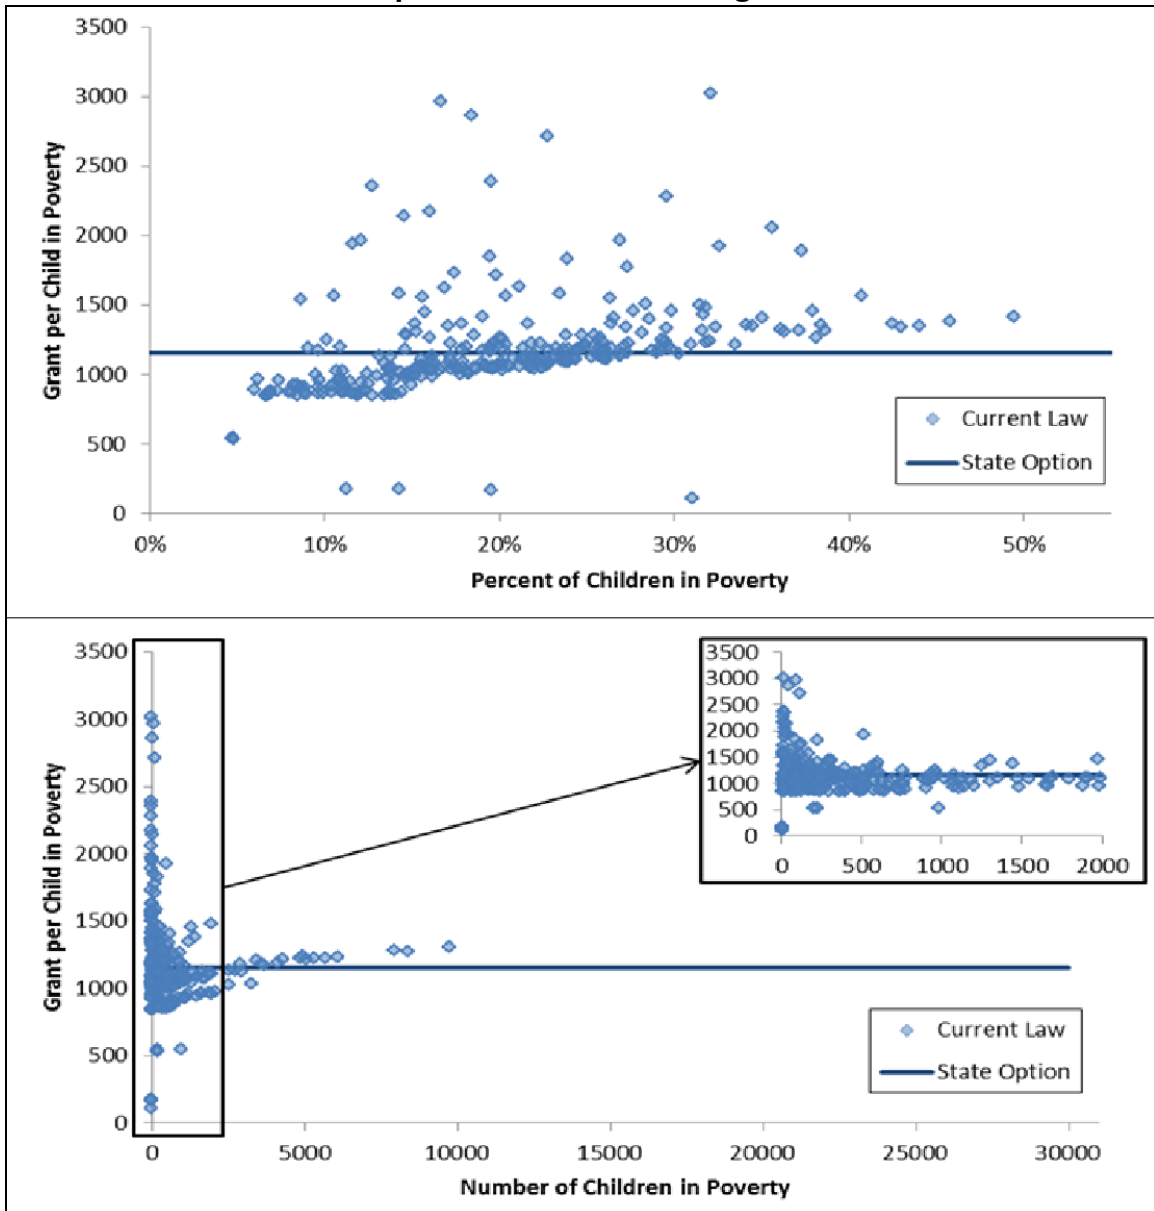 3500
3000
2500
2000
1500
1000
500
0
Grant per Child in Poverty
Current Law
State Option
0% 10% 20% 30% 40% 50%
Percent of Children in Poverty
3500
3000
2500
2000
1500
1000
500
0
Grant per Child in Poverty
3500
3000
2500
2000
1500
1000
500
0
0 500 1000 1500 2000
Current Law
State Option
0 5000 10000 15000 20000 25000 30000
Number of Children in Poverty